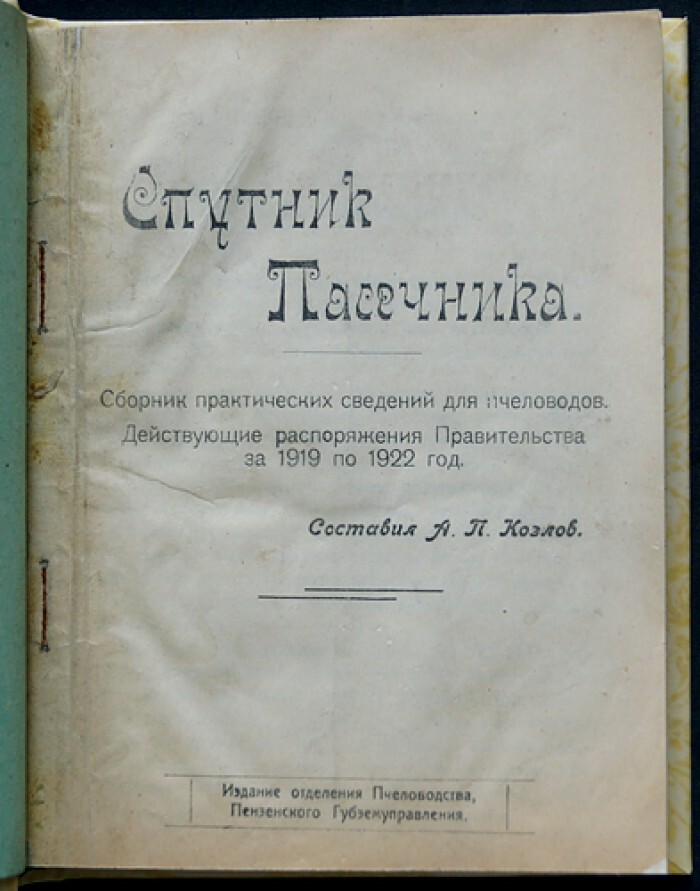 Спутник
Пасечника.
Сборник практических сведений для пчеловодов.
Действующие распоряжения Правительства
за 1919 по 1922 год.
Составил А. П. Козлов.
Издание отделения Пчеловодства,
Пензенского Губземуправления.